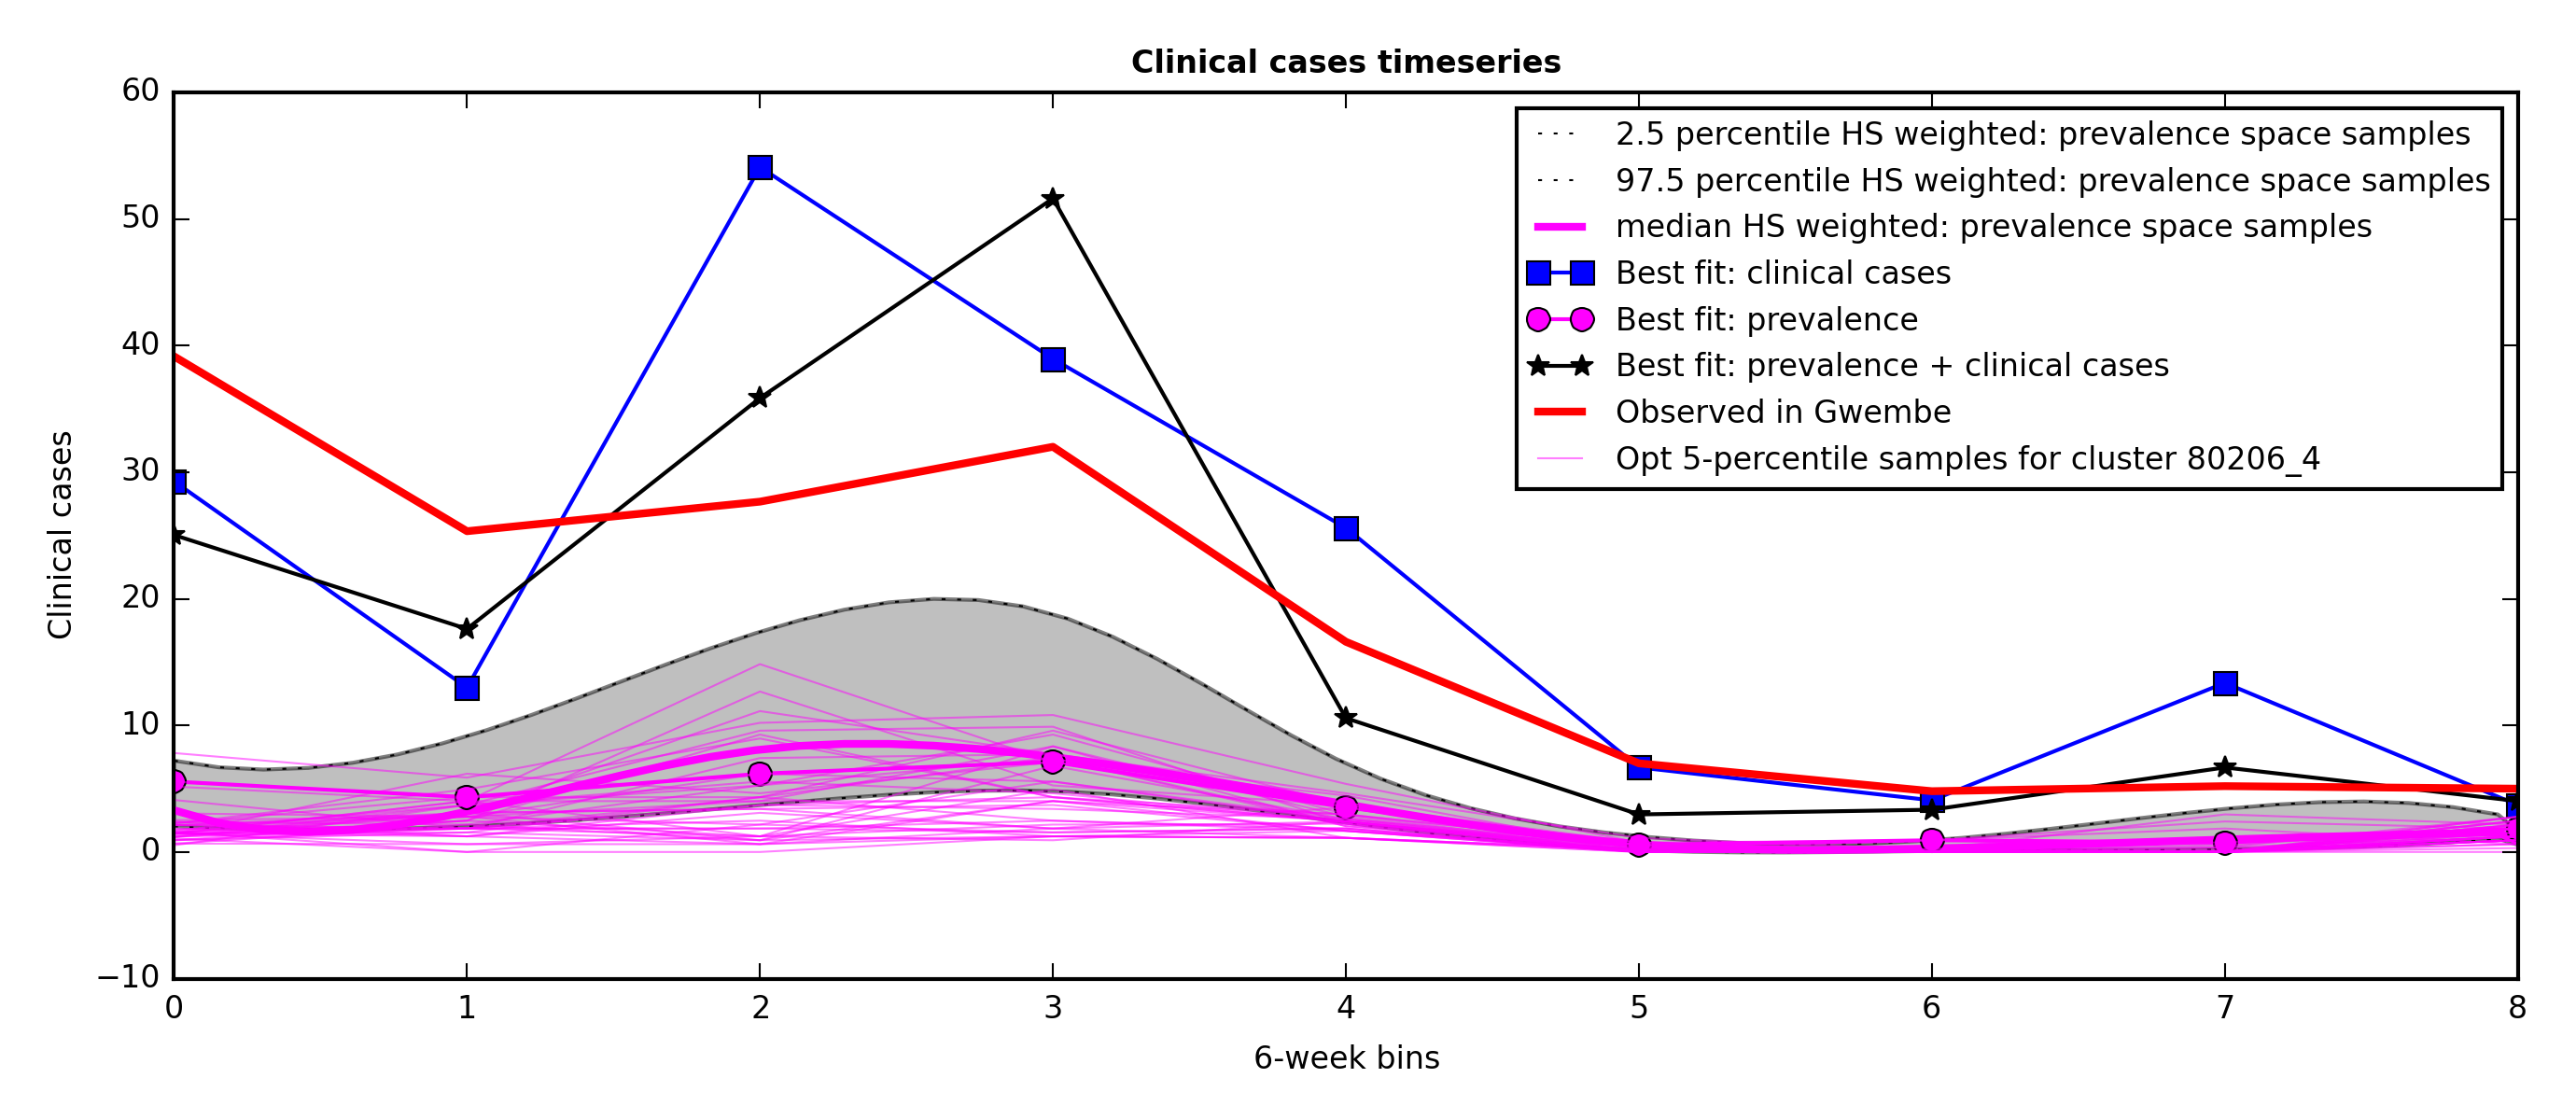 Clinical cases timeseries
60
50
40
30
20
10
0
−10
Clinical cases
2.5 percentile HS weighted: prevalence space samples
97.5 percentile HS weighted: prevalence space samples
median HS weighted: prevalence space samples
Best fit: clinical cases
Best fit: prevalence
Best fit: prevalence + clinical cases
Observed in Gwembe
Opt 5-percentile samples for cluster 80206_4
0 1 2 3 4 5 6 7 8
6-week bins